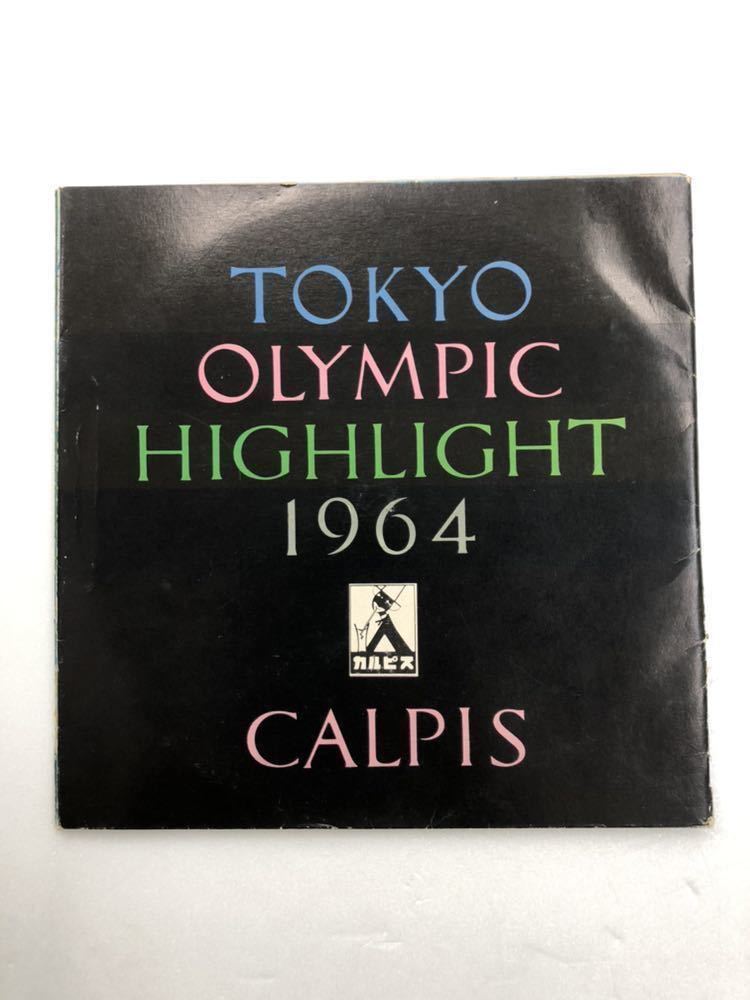 TOKYO
OLYMPIC
HIGHLIGHT
1964
カルピス
CALPIS